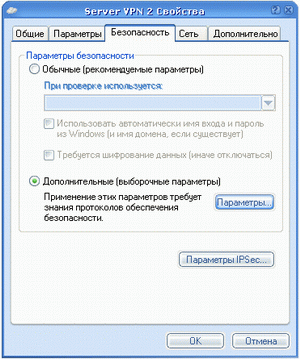 Server VPN 2 Свойства
Общие Параметры Безопасность Сеть Дополнительно
Параметры безопасности
Обычные (рекомендуемые параметры)
При проверке используется:
Использовать автоматически имя входа и пароль
из Windows (и имя домена, если существует)
Требуется шифрование данных (иначе отключаться)
Дополнительные (выборочные параметры)
Применение этих параметров требует
знания протоколов обеспечения
безопасности.
Параметры...
Параметры IPSec...
OK Отмена